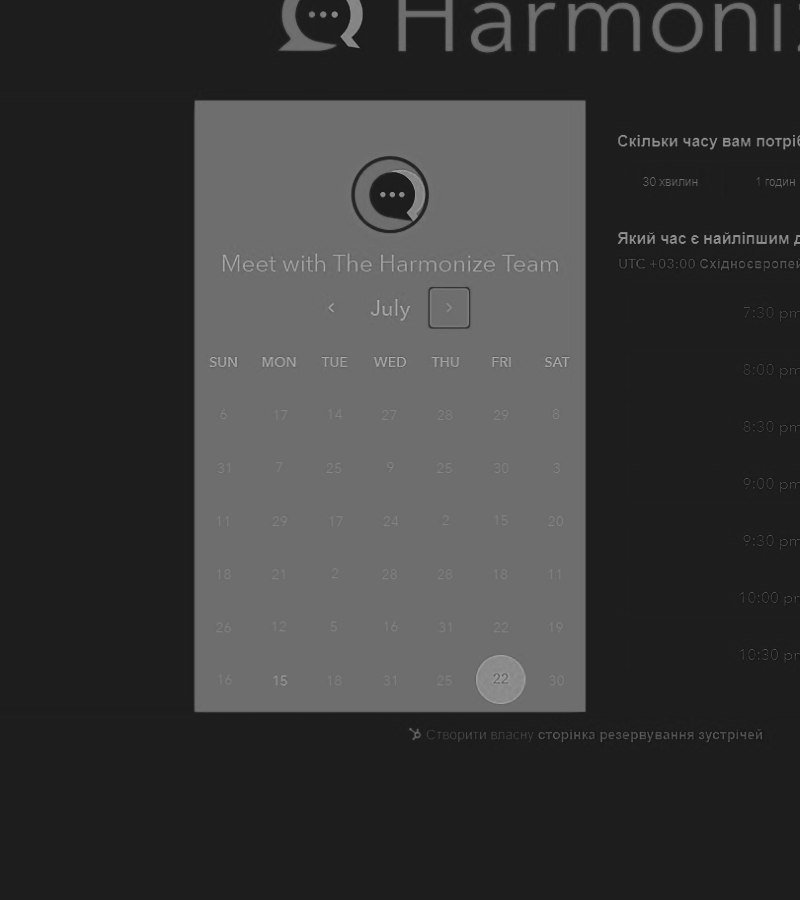 Harmoniz
Meet with The Harmonize Team
July
SUN MON TUE WED THU FRI SAT
6 17 14 27 28 29 8
31 7 25 9 25 30 3
11 29 17 24 2 15 20
18 21 2 28 28 18 11
26 12 5 16 31 22 19
16 15 18 31 25 22 30
Скільки часу вам потріб
30 хвилин 1 годин
Який час є найліпшим д
UTC +03:00 Східноєвропей
7:30 pm
8:00 pm
8:30 pm
9:00 pm
9:30 pm
10:00 pm
10:30 pm
Створити власну сторінка резервування зустрічей